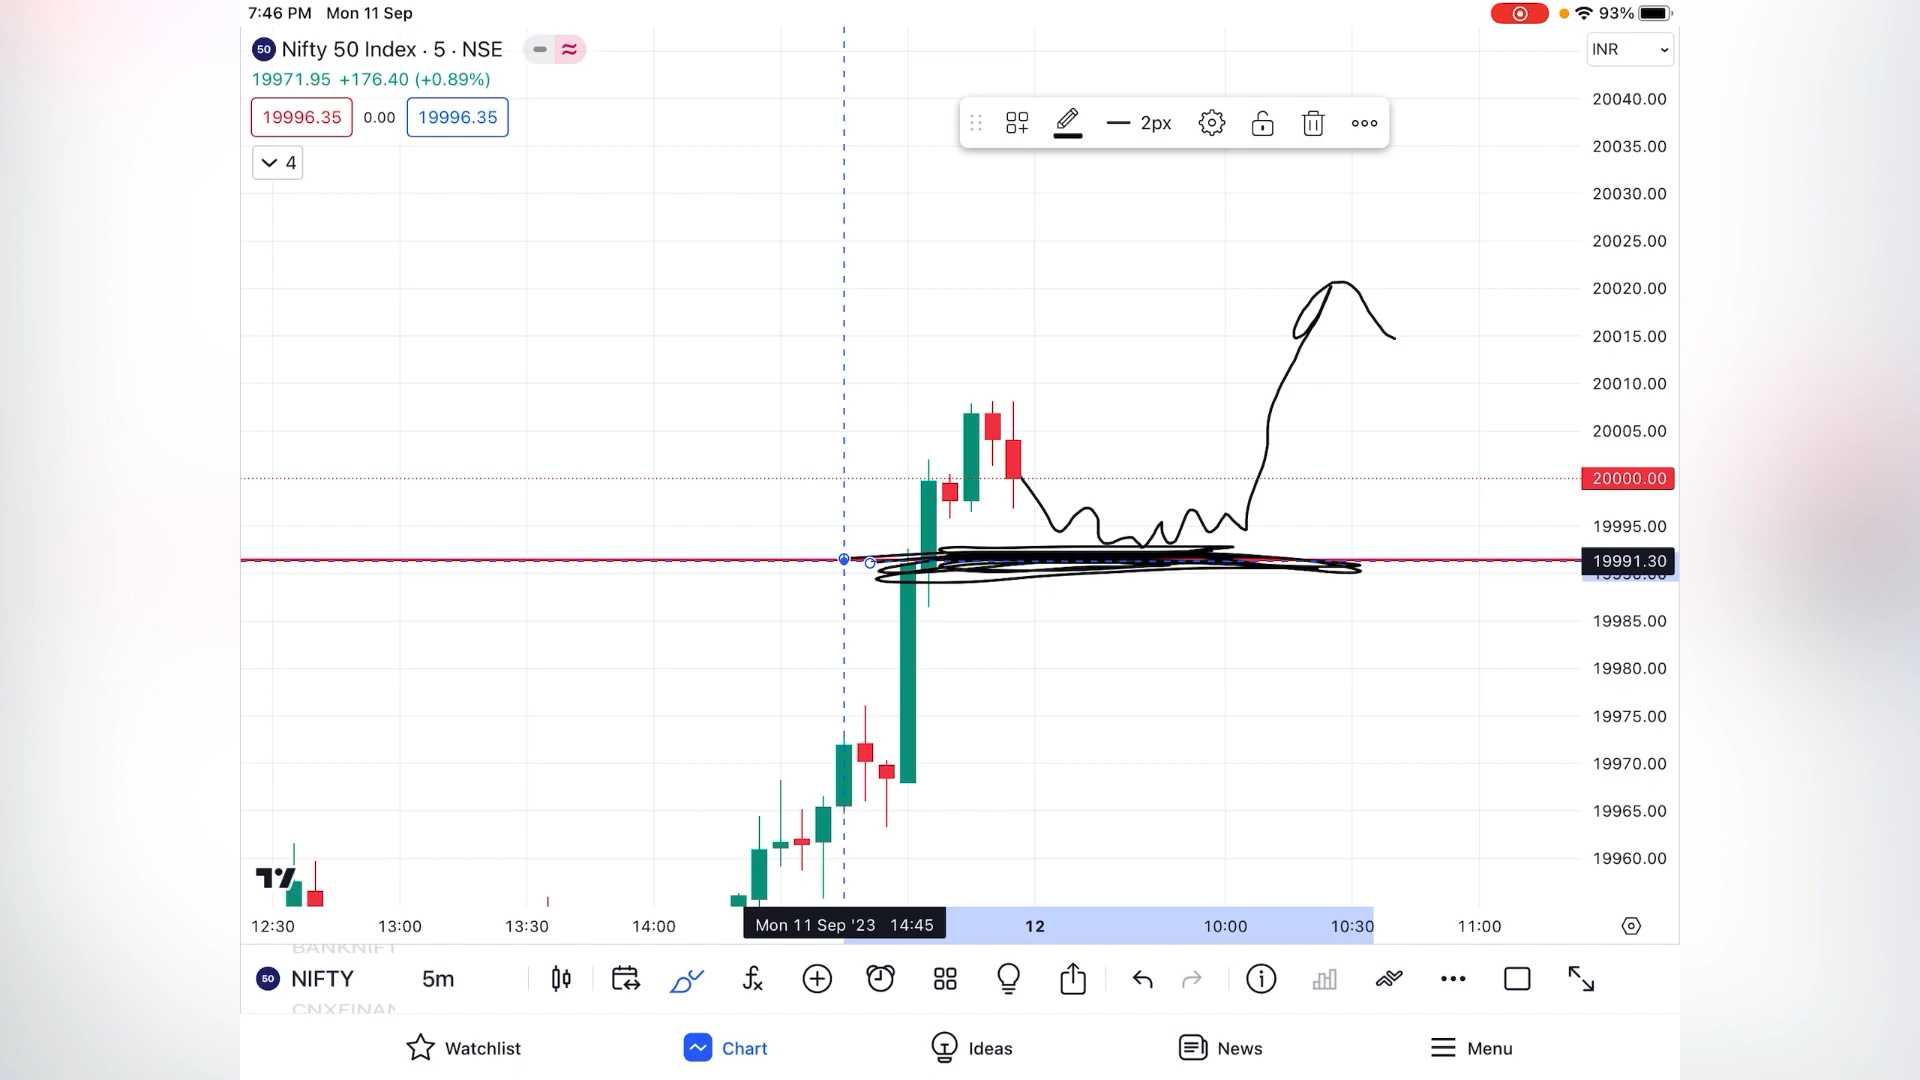 7:46 PM Mon 11 Sep
93%
50 Nifty 50 Index · 5 · NSE
INR
19971.95 +176.40 (+0.89%)
19996.35 0.00 19996.35
4
2px
20040.00
20035.00
20030.00
20025.00
20020.00
20015.00
20010.00
20005.00
20000.00
19995.00
19991.30
19985.00
19980.00
19975.00
19970.00
19965.00
19960.00
12:30 13:00 13:30 14:00 Mon 11 Sep '23 14:45 12 10:00 10:30 11:00
BANKNIFT
50 NIFTY 5m
CNXFINAN
Watchlist Chart Ideas News Menu